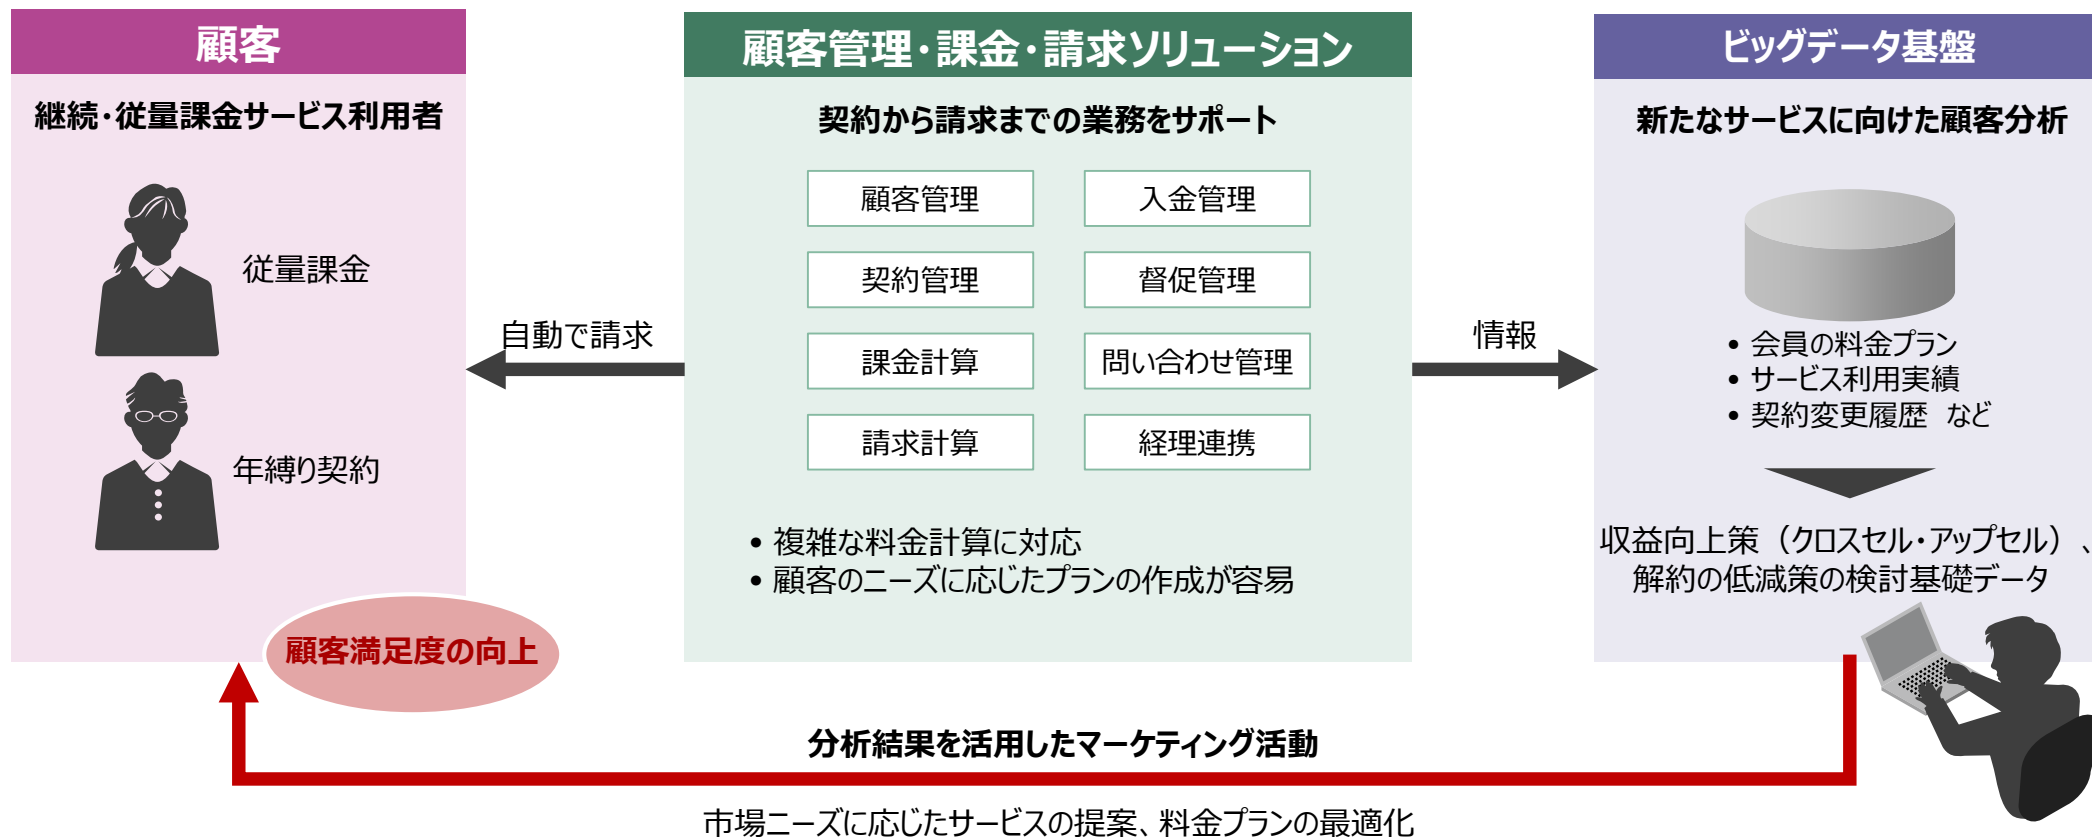 顧客
継続・従量課金サービス利用者
従量課金
年縛り契約
顧客満足度の向上
自動で請求
顧客管理・課金・請求ソリューション
契約から請求までの業務をサポート
顧客管理
入金管理
契約管理
督促管理
課金計算
問い合わせ管理
請求計算
経理連携
• 複雑な料金計算に対応
• 顧客のニーズに応じたプランの作成が容易
情報
ビッグデータ基盤
新たなサービスに向けた顧客分析
• 会員の料金プラン
• サービス利用実績
• 契約変更履歴　など
収益向上策（クロスセル・アップセル）、
解約の低減策の検討基礎データ
分析結果を活用したマーケティング活動
市場ニーズに応じたサービスの提案、料金プランの最適化